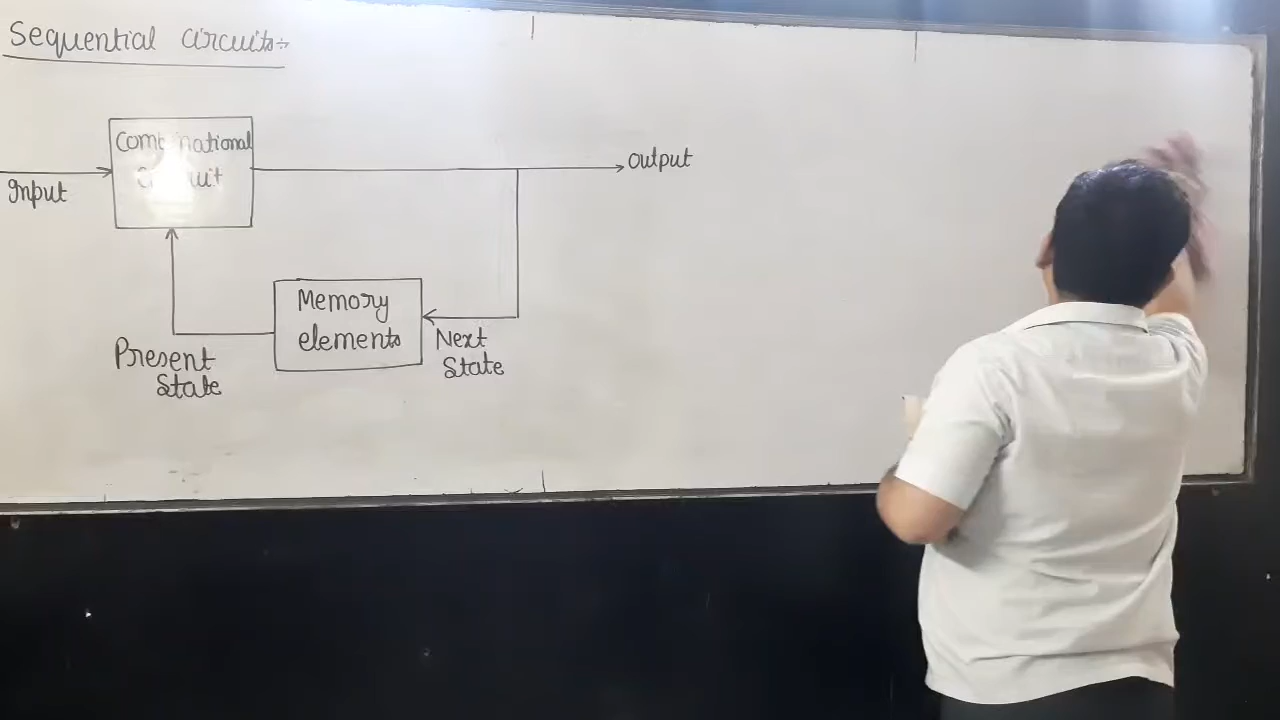 Sequential circuits:-
Combinational
circuit
Input
output
Memory
elements
Next
State
Present
State